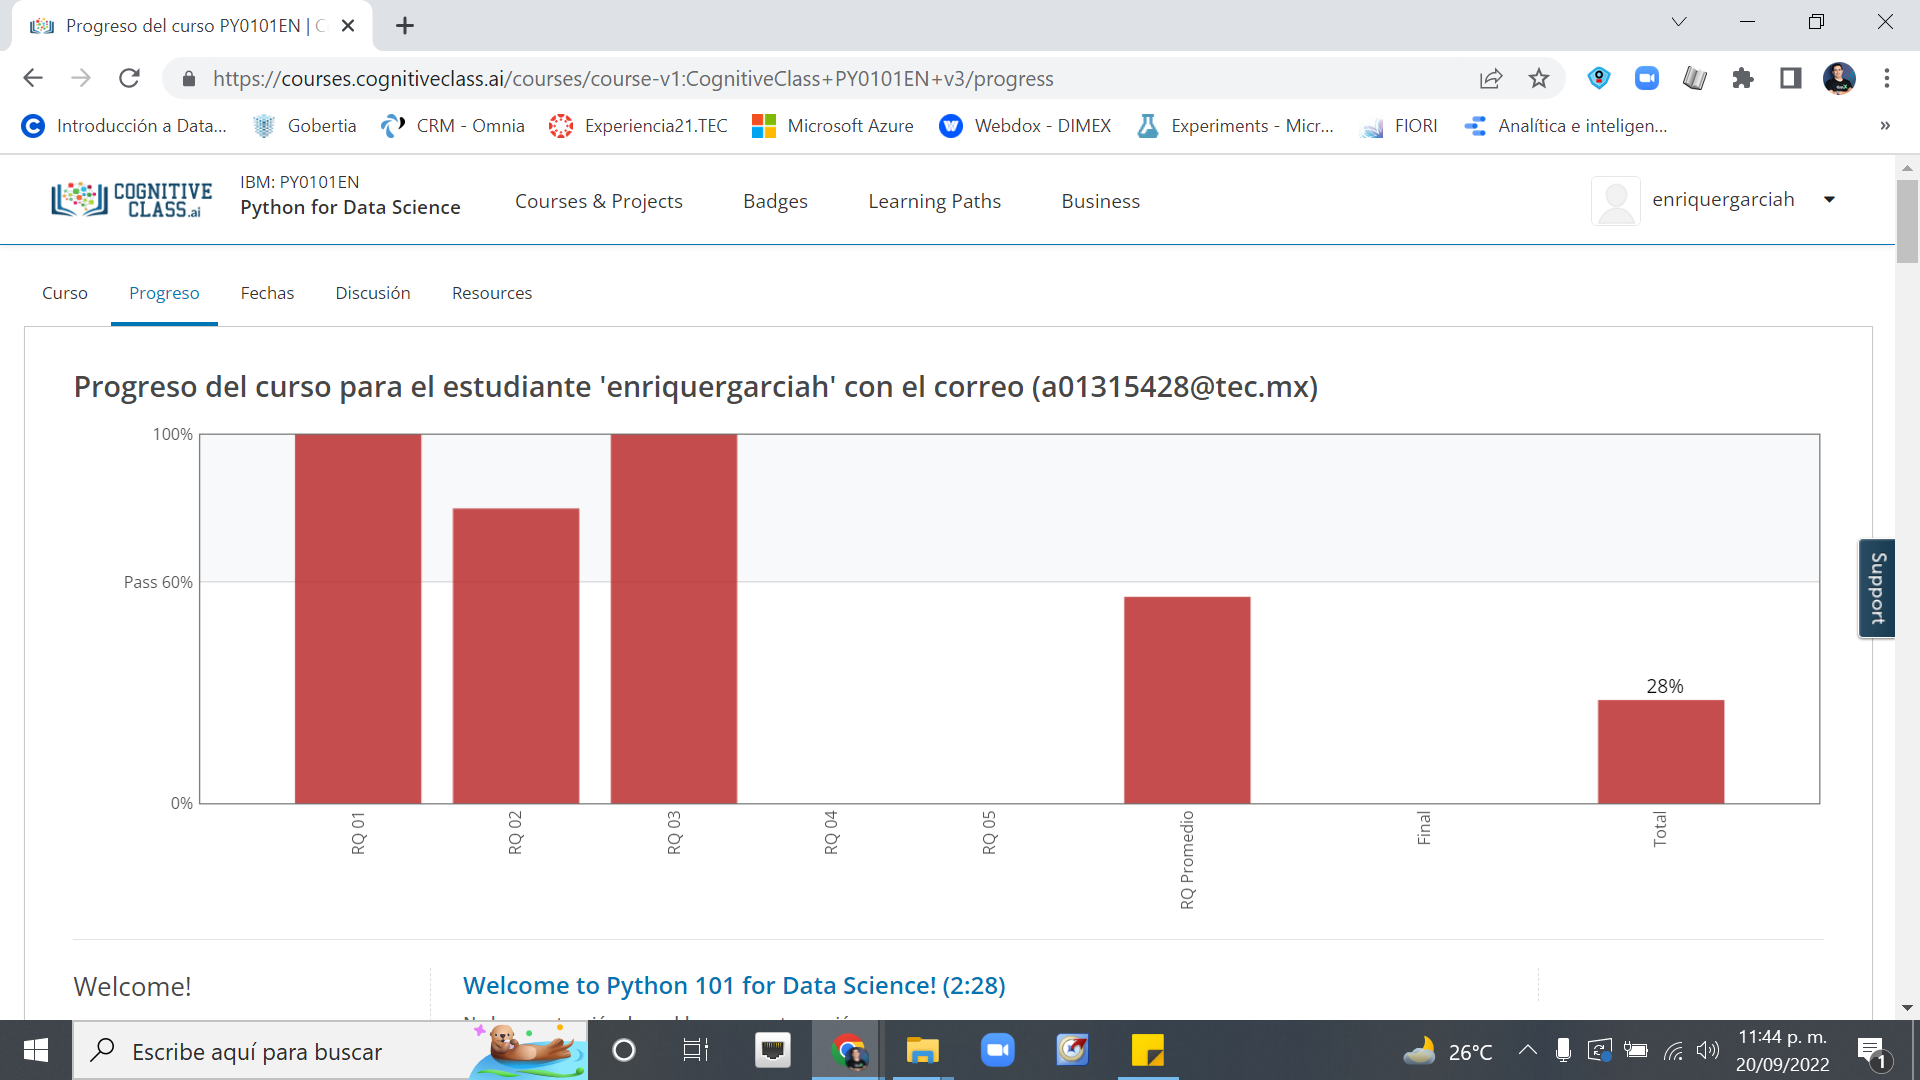 Progreso del curso PY0101EN | C
https://courses.cognitiveclass.ai/courses/course-v1:CognitiveClass+PY0101EN+v3/progress
Introducción a Data... Gobertia CRM - Omnia Experiencia21.TEC Microsoft Azure Webdox - DIMEX Experiments - Micr... FIORI Analítica e inteligen... »
COGNITIVE CLASS.ai
IBM: PY0101EN
Python for Data Science
Courses & Projects Badges Learning Paths Business
enriquergarciah
Curso Progreso Fechas Discusión Resources
Progreso del curso para el estudiante 'enriquergarciah' con el correo (a01315428@tec.mx)
100%
Pass 60%
0%
28%
RQ 01
RQ 02
RQ 03
RQ 04
RQ 05
RQ Promedio
Final
Total
Support
Welcome!
Welcome to Python 101 for Data Science! (2:28)
Escribe aquí para buscar
26°C
11:44 p. m.
20/09/2022
1